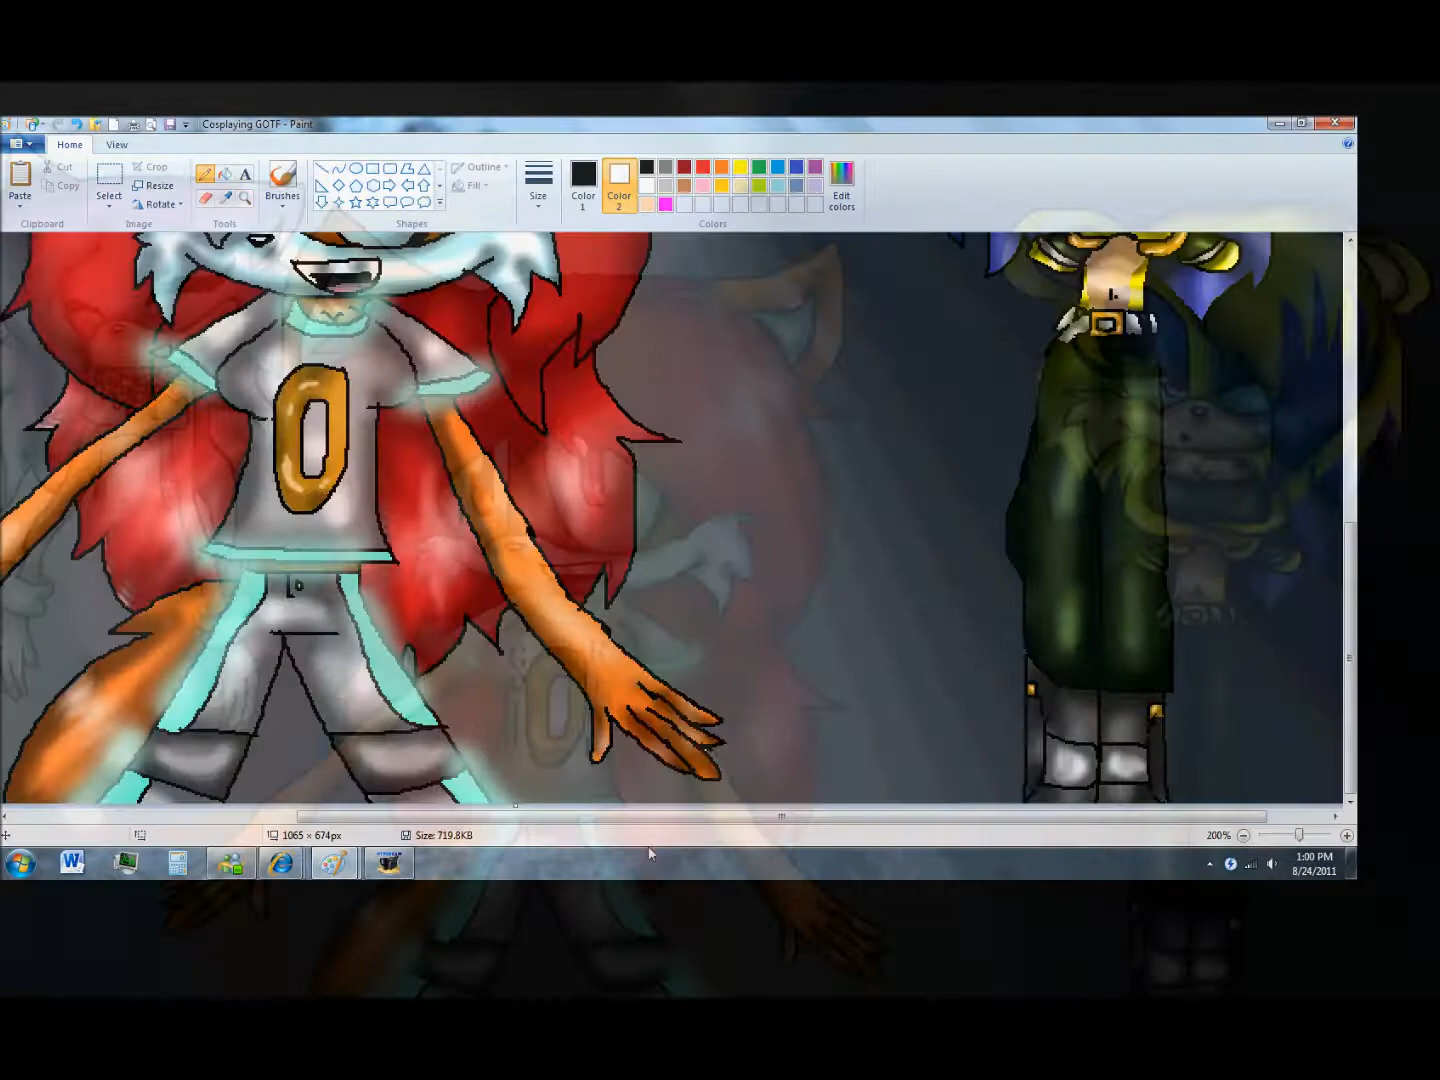 Cosplaying GOTF - Paint
Home View
Paste Cut Copy
Clipboard
Select Crop Resize Rotate
Image
A
Tools
Brushes
Outline Fill
Shapes
Size
Color 1
Color 2
Edit colors
Colors
0
1065 × 674px
Size: 719.8KB
200%
W
1:00 PM
8/24/2011